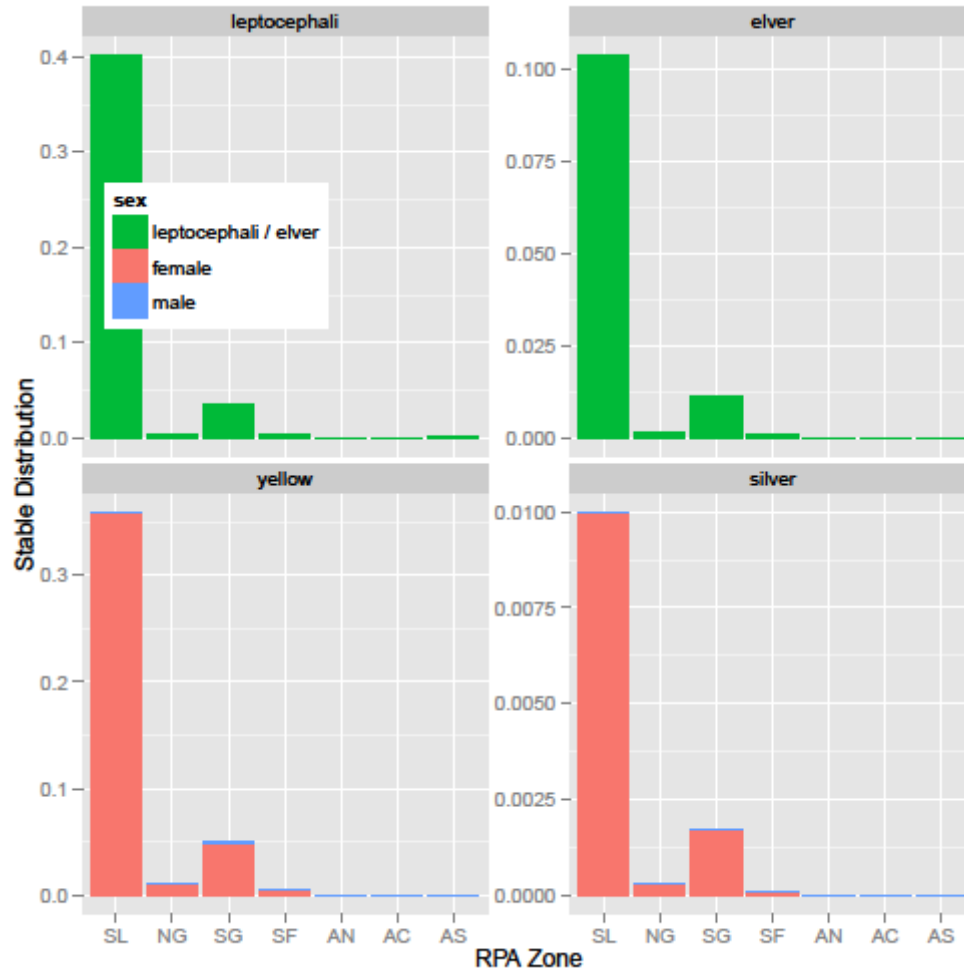 leptocephali
elver
0.4
0.3
0.2
0.1
0.0
sex
leptocephali / elver
female
male
0.100
0.075
0.050
0.025
0.000
yellow
silver
0.3
0.2
0.1
0.0
0.0100
0.0075
0.0050
0.0025
0.0000
Stable Distribution
SL NG SG SF AN AC AS
SL NG SG SF AN AC AS
RPA Zone